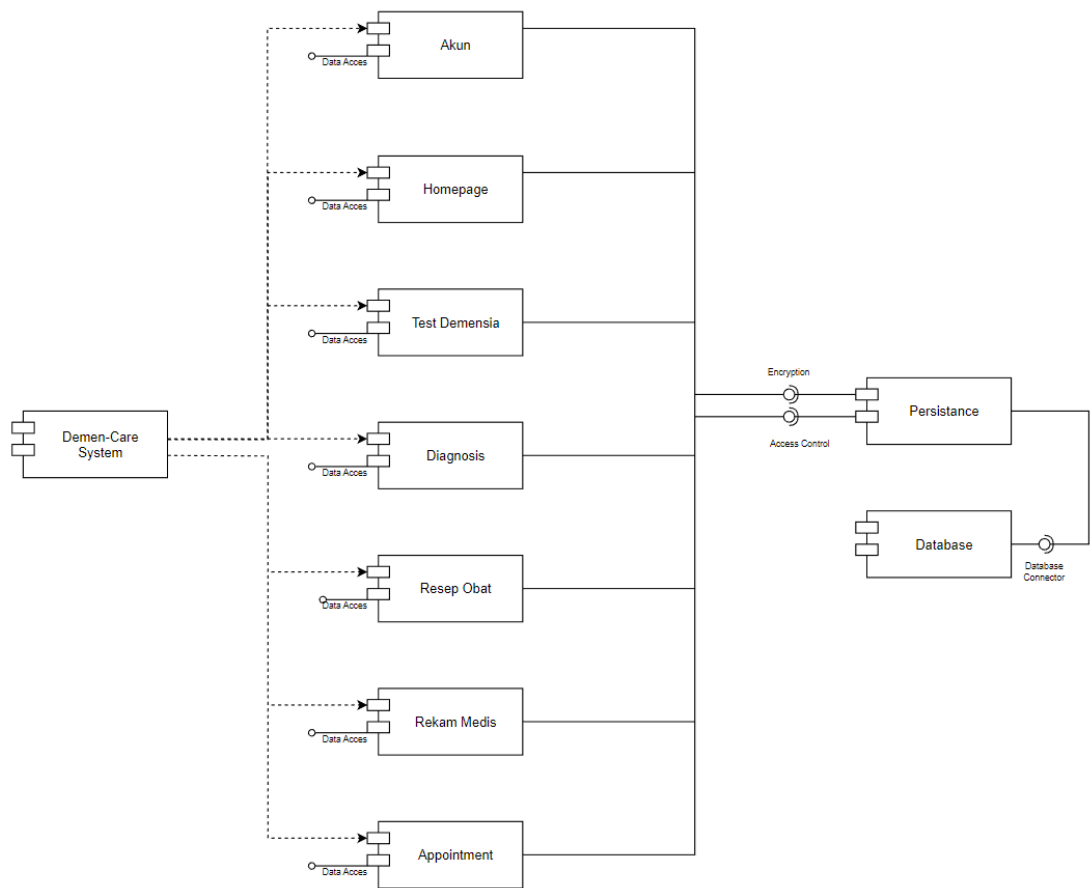 Akun
Data Acces
Homepage
Data Acces
Test Demensia
Data Acces
Encryption
Persistance
Demen-Care
System
Access Control
Diagnosis
Data Acces
Database
Database
Connector
Resep Obat
Data Acces
Rekam Medis
Data Acces
Appointment
Data Acces